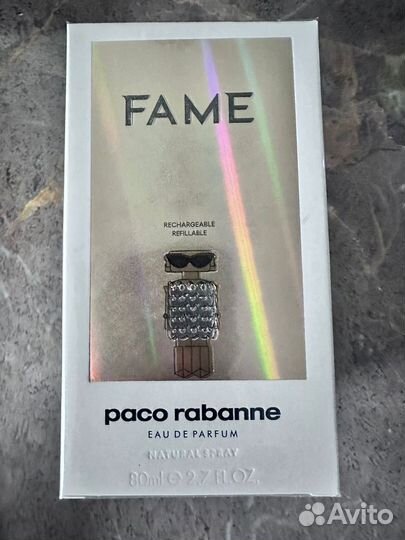 FAME
RECHARGEABLE
REFILLABLE
paco rabanne
EAU DE PARFUM
NATURAL SPRAY
80ml ℮ 2.7 FL.OZ.
Avito